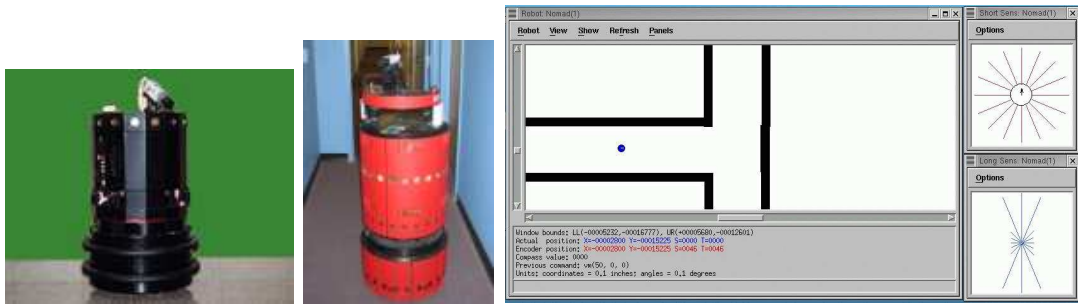 Robot: Nomad(1)
Robot View Show Refresh Panels
Window bounds: LL(-00005232,-00016777), UR(+00005680,-00012601)
Actual position: X=-00002800 Y=-00015225 S=0000 T=0000
Encoder position: X=-00002800 Y=-00015225 S=0046 T=0046
Compass value: 0000
Previous command: vm(50, 0, 0)
Units: coordinates = 0.1 inches; angles = 0.1 degrees
Short Sens: Nomad(1)
Options
Long Sens: Nomad(1)
Options